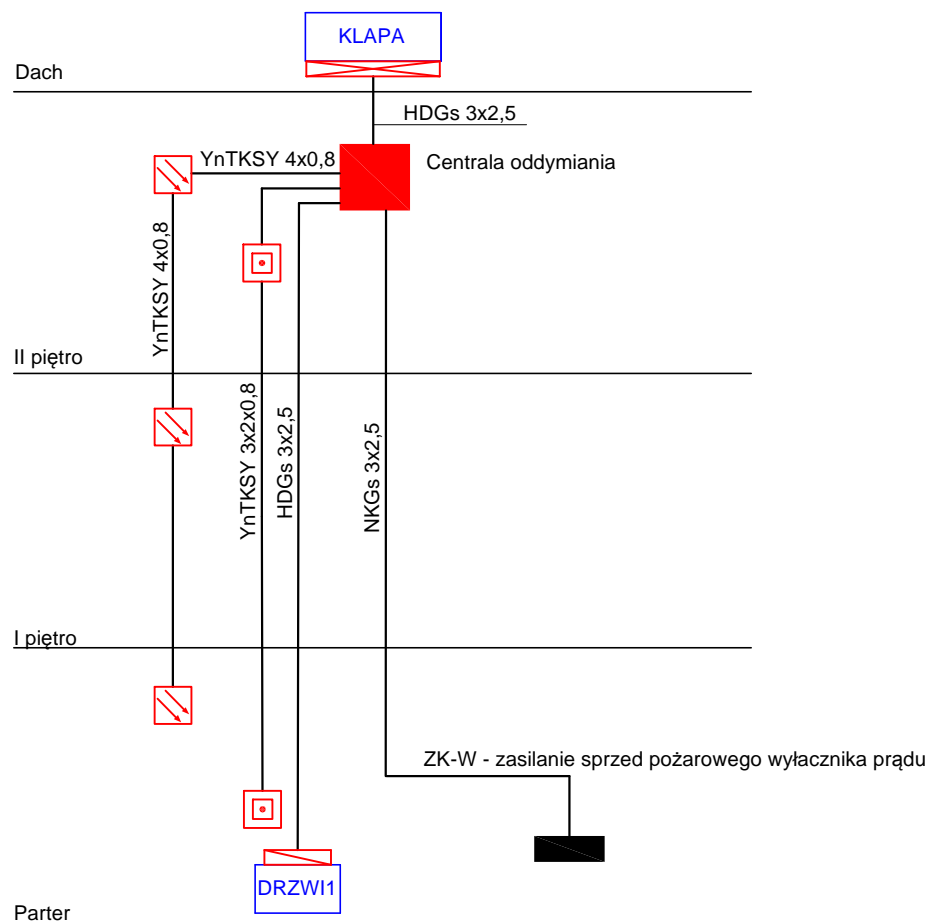 KLAPA
Dach
HDGs 3x2,5
YnTKSY 4x0,8
Centrala oddymiania
YnTKSY 4x0,8
II piętro
YnTKSY 3x2x0,8
HDGs 3x2,5
NKGs 3x2,5
I piętro
ZK-W - zasilanie sprzed pożarowego wyłacznika prądu
DRZWI1
Parter